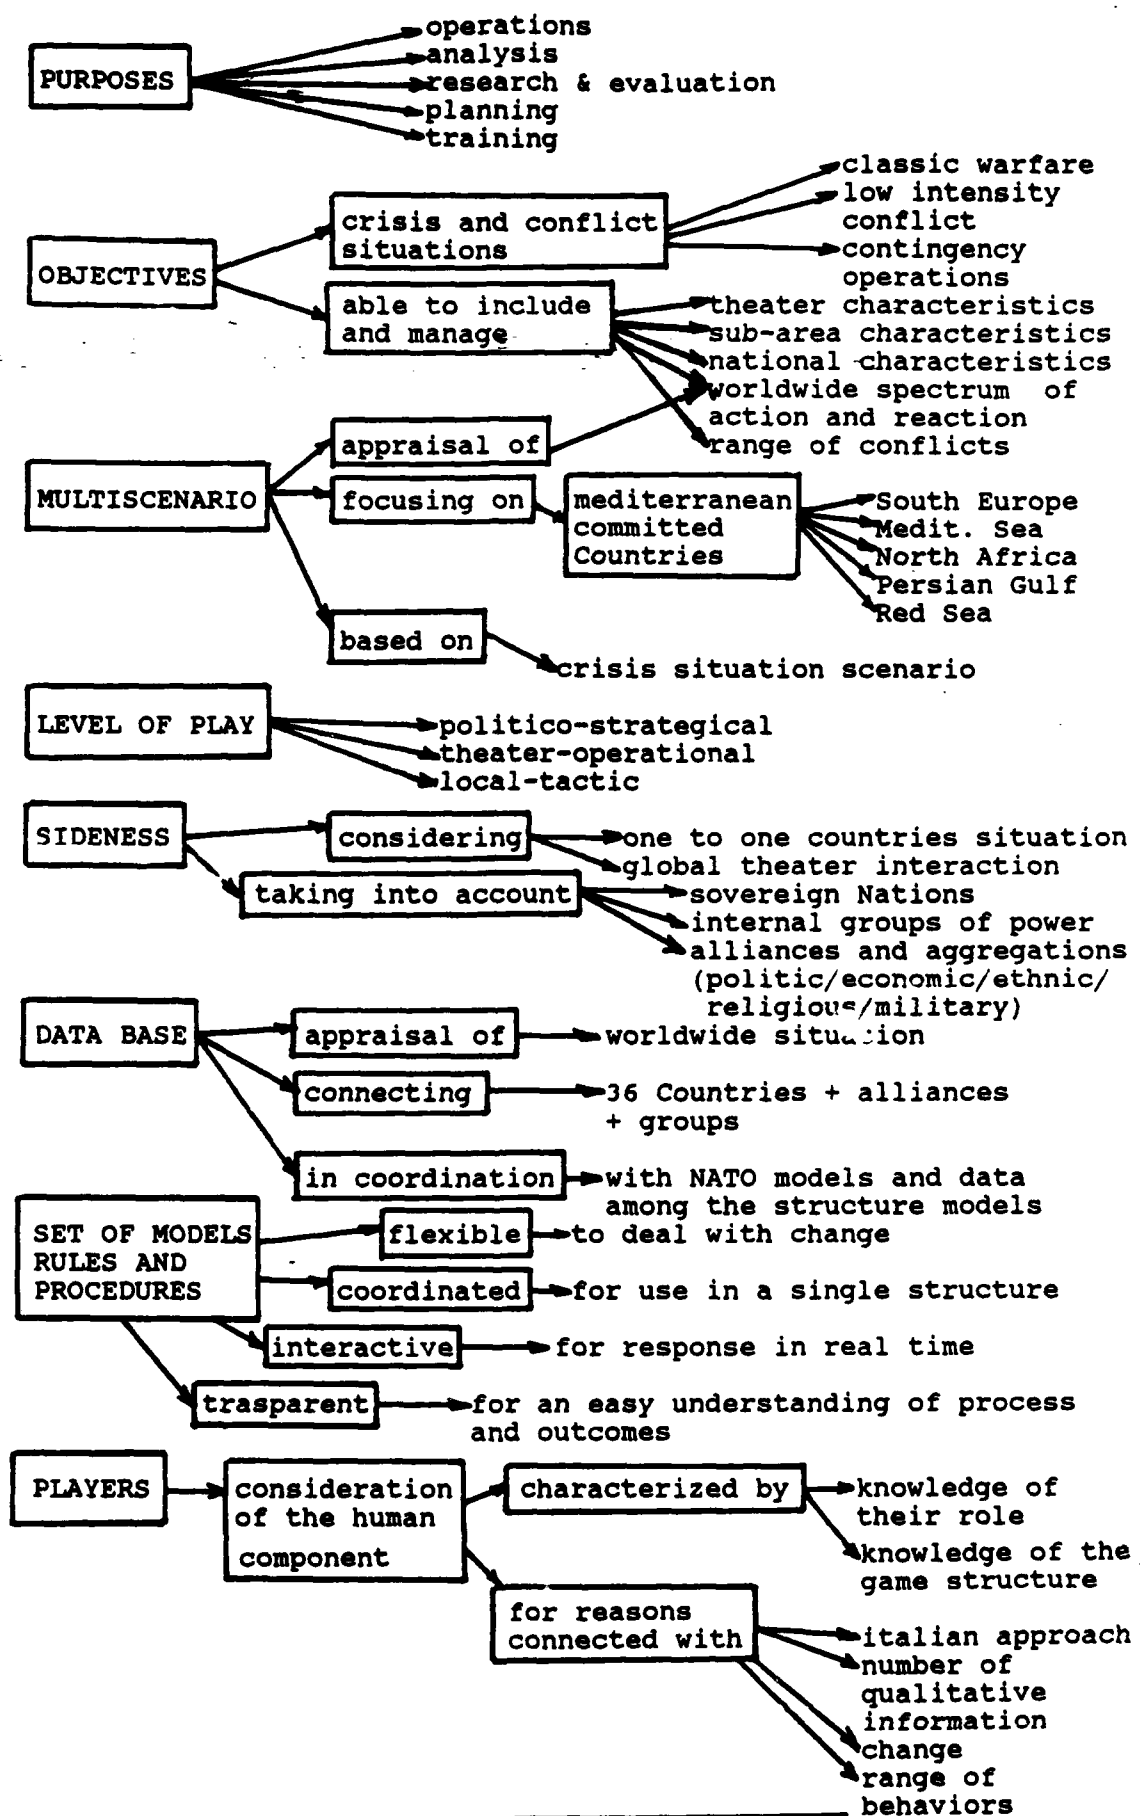 operations
analysis
PURPOSES
research & evaluation
planning
training
classic warfare
low intensity
conflict
contingency
operations
crisis and conflict
situations
OBJECTIVES
able to include
and manage
theater characteristics
sub-area characteristics
national characteristics
worldwide spectrum of
action and reaction
range of conflicts
MULTISCENARIO
appraisal of
focusing on
mediterranean
committed
Countries
South Europe
Medit. Sea
North Africa
Persian Gulf
Red Sea
based on
crisis situation scenario
LEVEL OF PLAY
politico-strategical
theater-operational
local-tactic
SIDENESS
considering
one to one countries situation
global theater interaction
taking into account
sovereign Nations
internal groups of power
alliances and aggregations
(politic/economic/ethnic/
religious/military)
DATA BASE
appraisal of
worldwide situation
connecting
36 Countries + alliances
+ groups
in coordination
with NATO models and data
among the structure models
SET OF MODELS
RULES AND
PROCEDURES
flexible
to deal with change
coordinated
for use in a single structure
interactive
for response in real time
trasparent
for an easy understanding of process
and outcomes
PLAYERS
consideration
of the human
component
characterized by
knowledge of
their role
knowledge of the
game structure
for reasons
connected with
italian approach
number of
qualitative
information
change
range of
behaviors